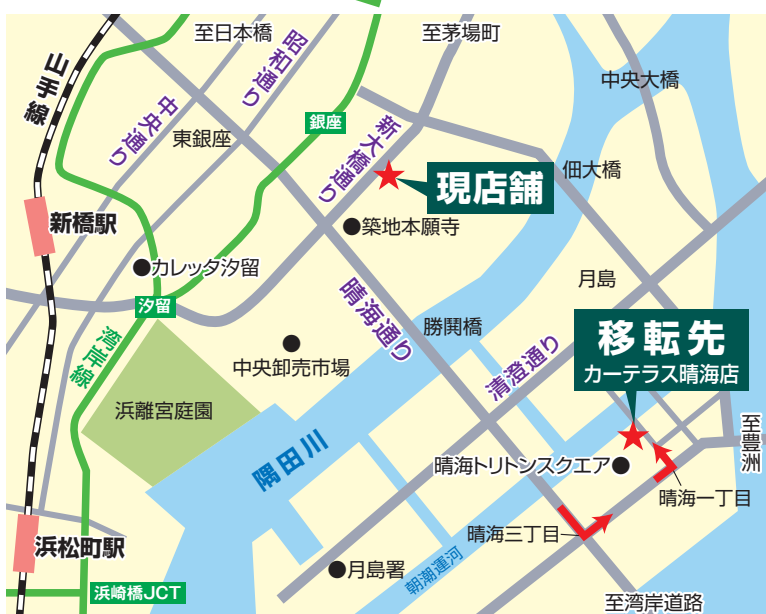 至日本橋
至茅場町
山手線
昭和通り
中央大橋
中央通り
東銀座
銀座
新大橋通り
佃大橋
現店舗
新橋駅
築地本願寺
カレッタ汐留
月島
汐留
晴海通り
勝鬨橋
移転先
カーテラス晴海店
湾岸線
中央卸売市場
清澄通り
浜離宮庭園
至豊洲
隅田川
晴海トリトンスクエア
晴海一丁目
晴海三丁目
浜松町駅
月島署
朝潮運河
浜崎橋JCT
至湾岸道路